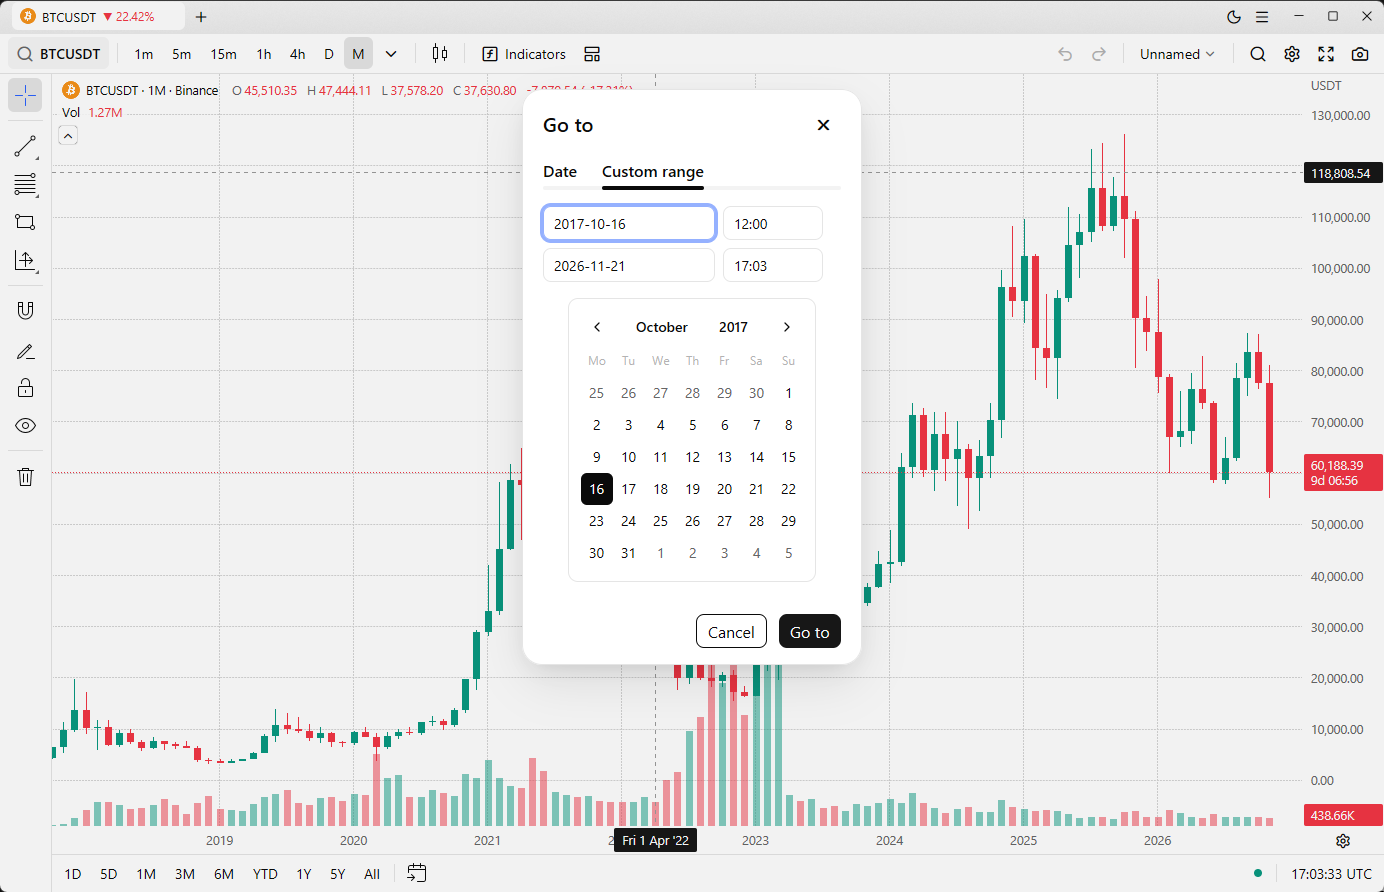 BTCUSDT ▼ 22.42%
BTCUSDT 1m 5m 15m 1h 4h D M Indicators Unnamed
BTCUSDT · 1M · Binance O 45,510.35 H 47,444.11 L 37,578.20 C 37,630.80
Vol 1.27M
USDT
130,000.00
118,808.54
110,000.00
100,000.00
90,000.00
80,000.00
70,000.00
60,188.39
9d 06:56
50,000.00
40,000.00
30,000.00
20,000.00
10,000.00
0.00
438.66K
Go to
Date Custom range
2017-10-16 12:00
2026-11-21 17:03
October 2017
Mo Tu We Th Fr Sa Su
25 26 27 28 29 30 1
2 3 4 5 6 7 8
9 10 11 12 13 14 15
16 17 18 19 20 21 22
23 24 25 26 27 28 29
30 31 1 2 3 4 5
Cancel Go to
2019 2020 2021 Fri 1 Apr '22 2023 2024 2025 2026
1D 5D 1M 3M 6M YTD 1Y 5Y All 17:03:33 UTC